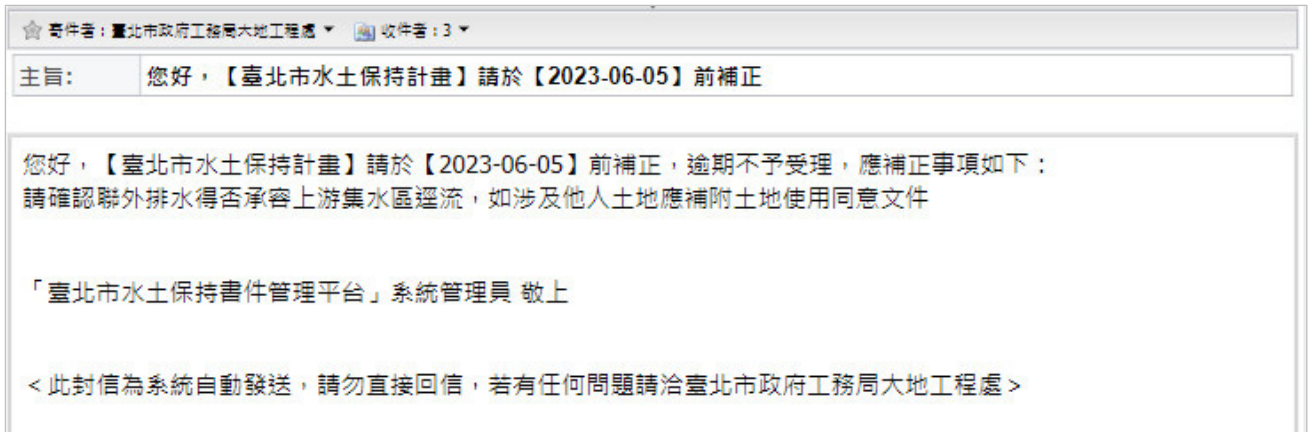 寄件者：臺北市政府工務局大地工程處 ▼ 收件者：3 ▼
主旨: 您好，【臺北市水土保持計畫】請於【2023-06-05】前補正
您好，【臺北市水土保持計畫】請於【2023-06-05】前補正，逾期不予受理，應補正事項如下：
請確認聯外排水得否承容上游集水區逕流，如涉及他人土地應補附土地使用同意文件
「臺北市水土保持書件管理平台」系統管理員 敬上
<此封信為系統自動發送，請勿直接回信，若有任何問題請洽臺北市政府工務局大地工程處>